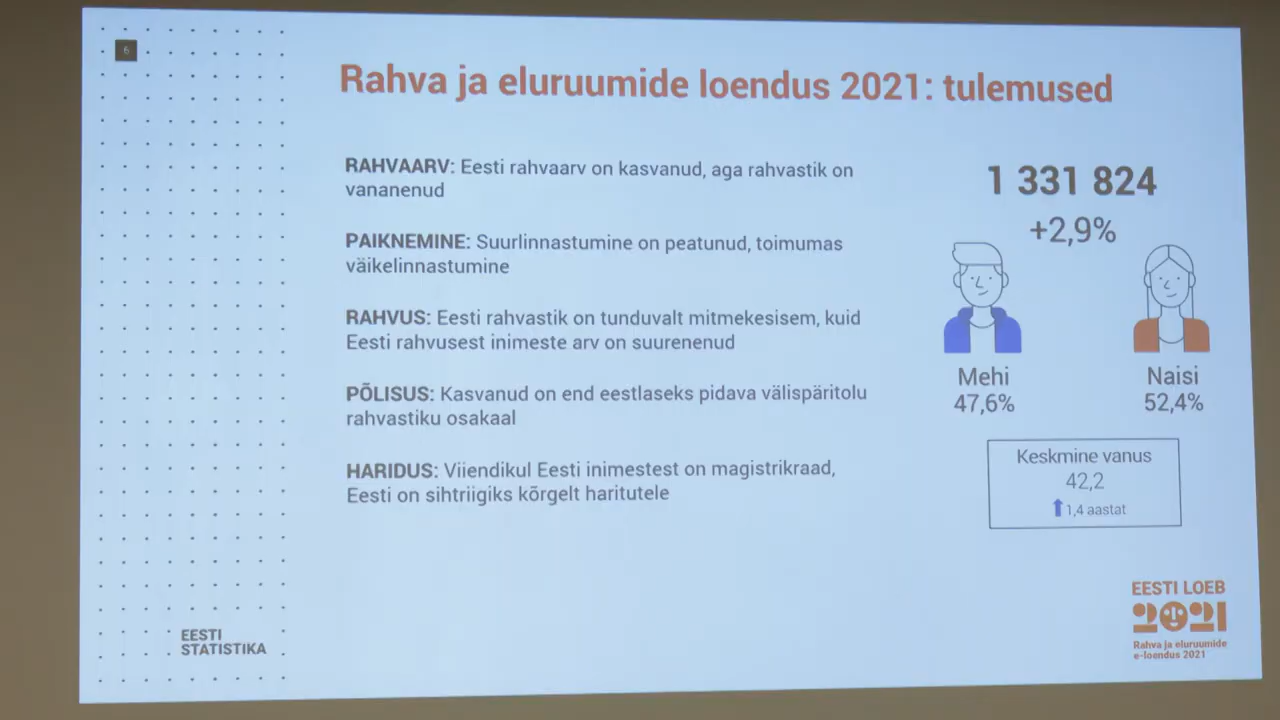 6
Rahva ja eluruumide loendus 2021: tulemused
RAHVAARV: Eesti rahvaarv on kasvanud, aga rahvastik on
vananenud
PAIKNEMINE: Suurlinnastumine on peatunud, toimumas
väikelinnastumine
RAHVUS: Eesti rahvastik on tunduvalt mitmekesisem, kuid
Eesti rahvusest inimeste arv on suurenenud
PÕLISUS: Kasvanud on end eestlaseks pidava välispäritolu
rahvastiku osakaal
HARIDUS: Viiendikul Eesti inimestest on magistrikraad,
Eesti on sihtriigiks kõrgelt haritutele
1 331 824
+2,9%
Mehi
47,6%
Naisi
52,4%
Keskmine vanus
42,2
1,4 aastat
EESTI
STATISTIKA
EESTI LOEB
2021
Rahva ja eluruumide
e-loendus 2021